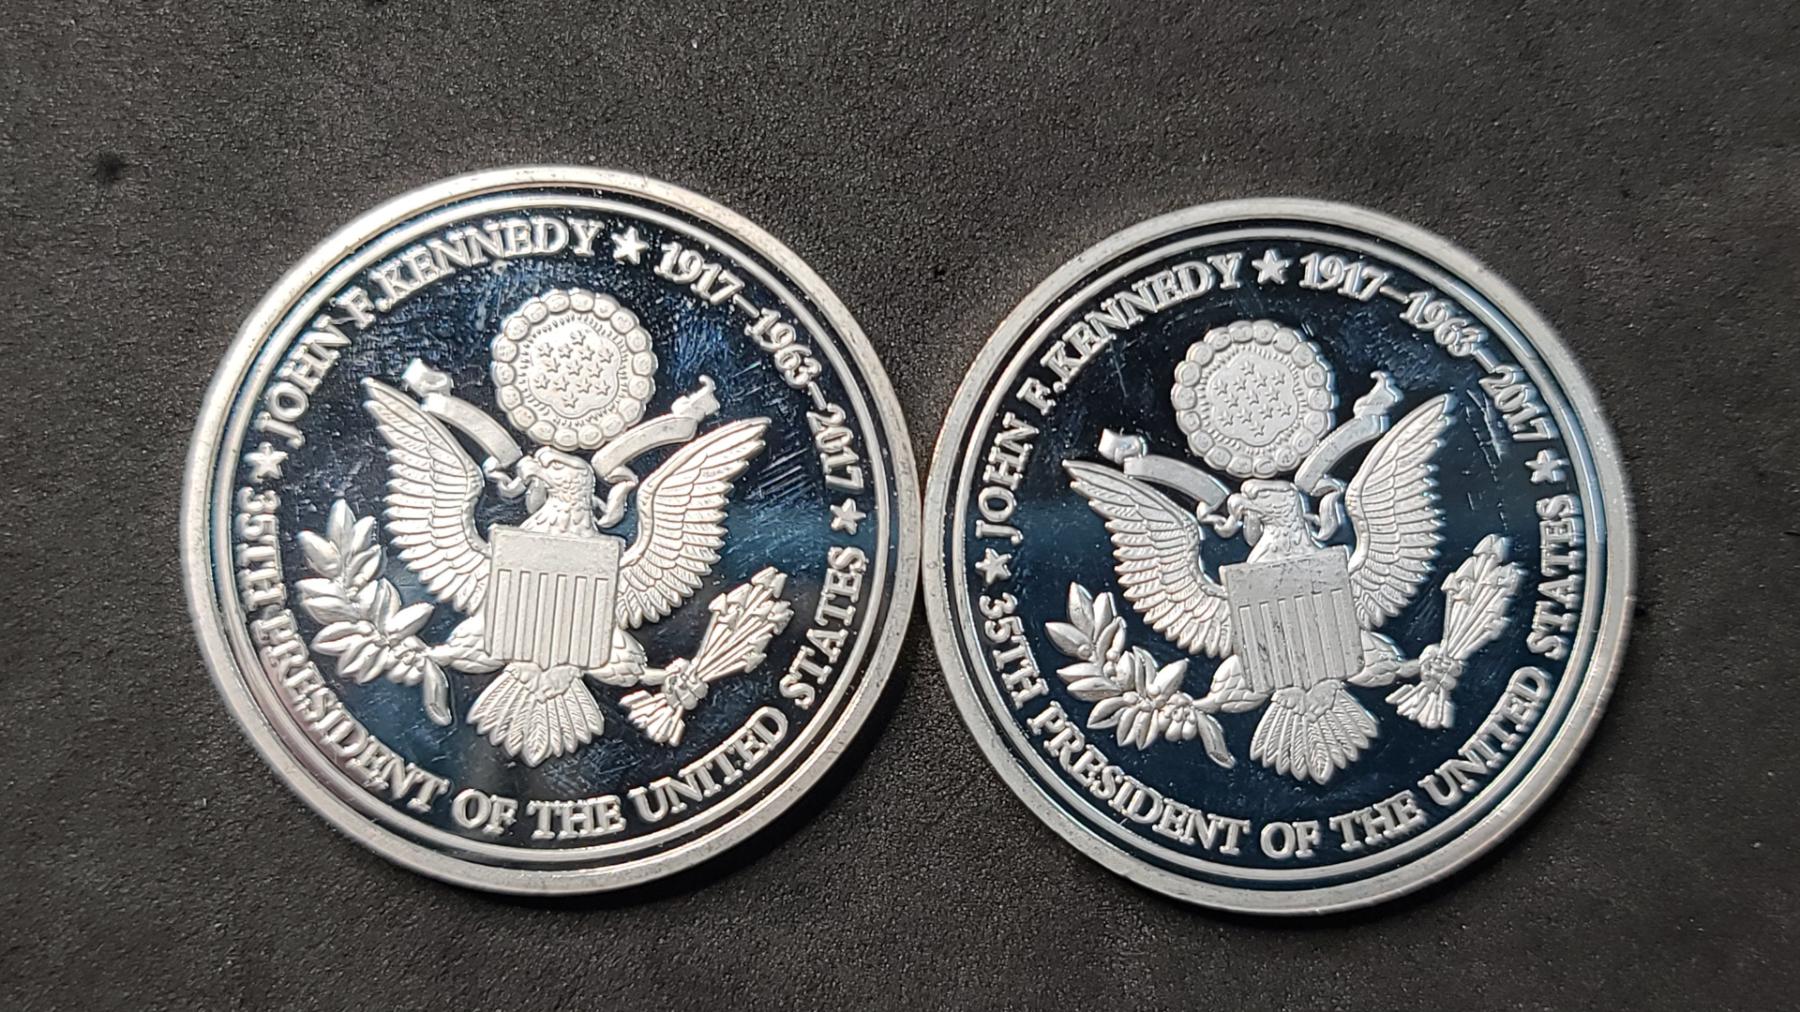 ★ JOHN F. KENNEDY ★ 1917–1963–2017 ★
35TH PRESIDENT OF THE UNITED STATES
★ JOHN F. KENNEDY ★ 1917–1963–2017 ★
35TH PRESIDENT OF THE UNITED STATES